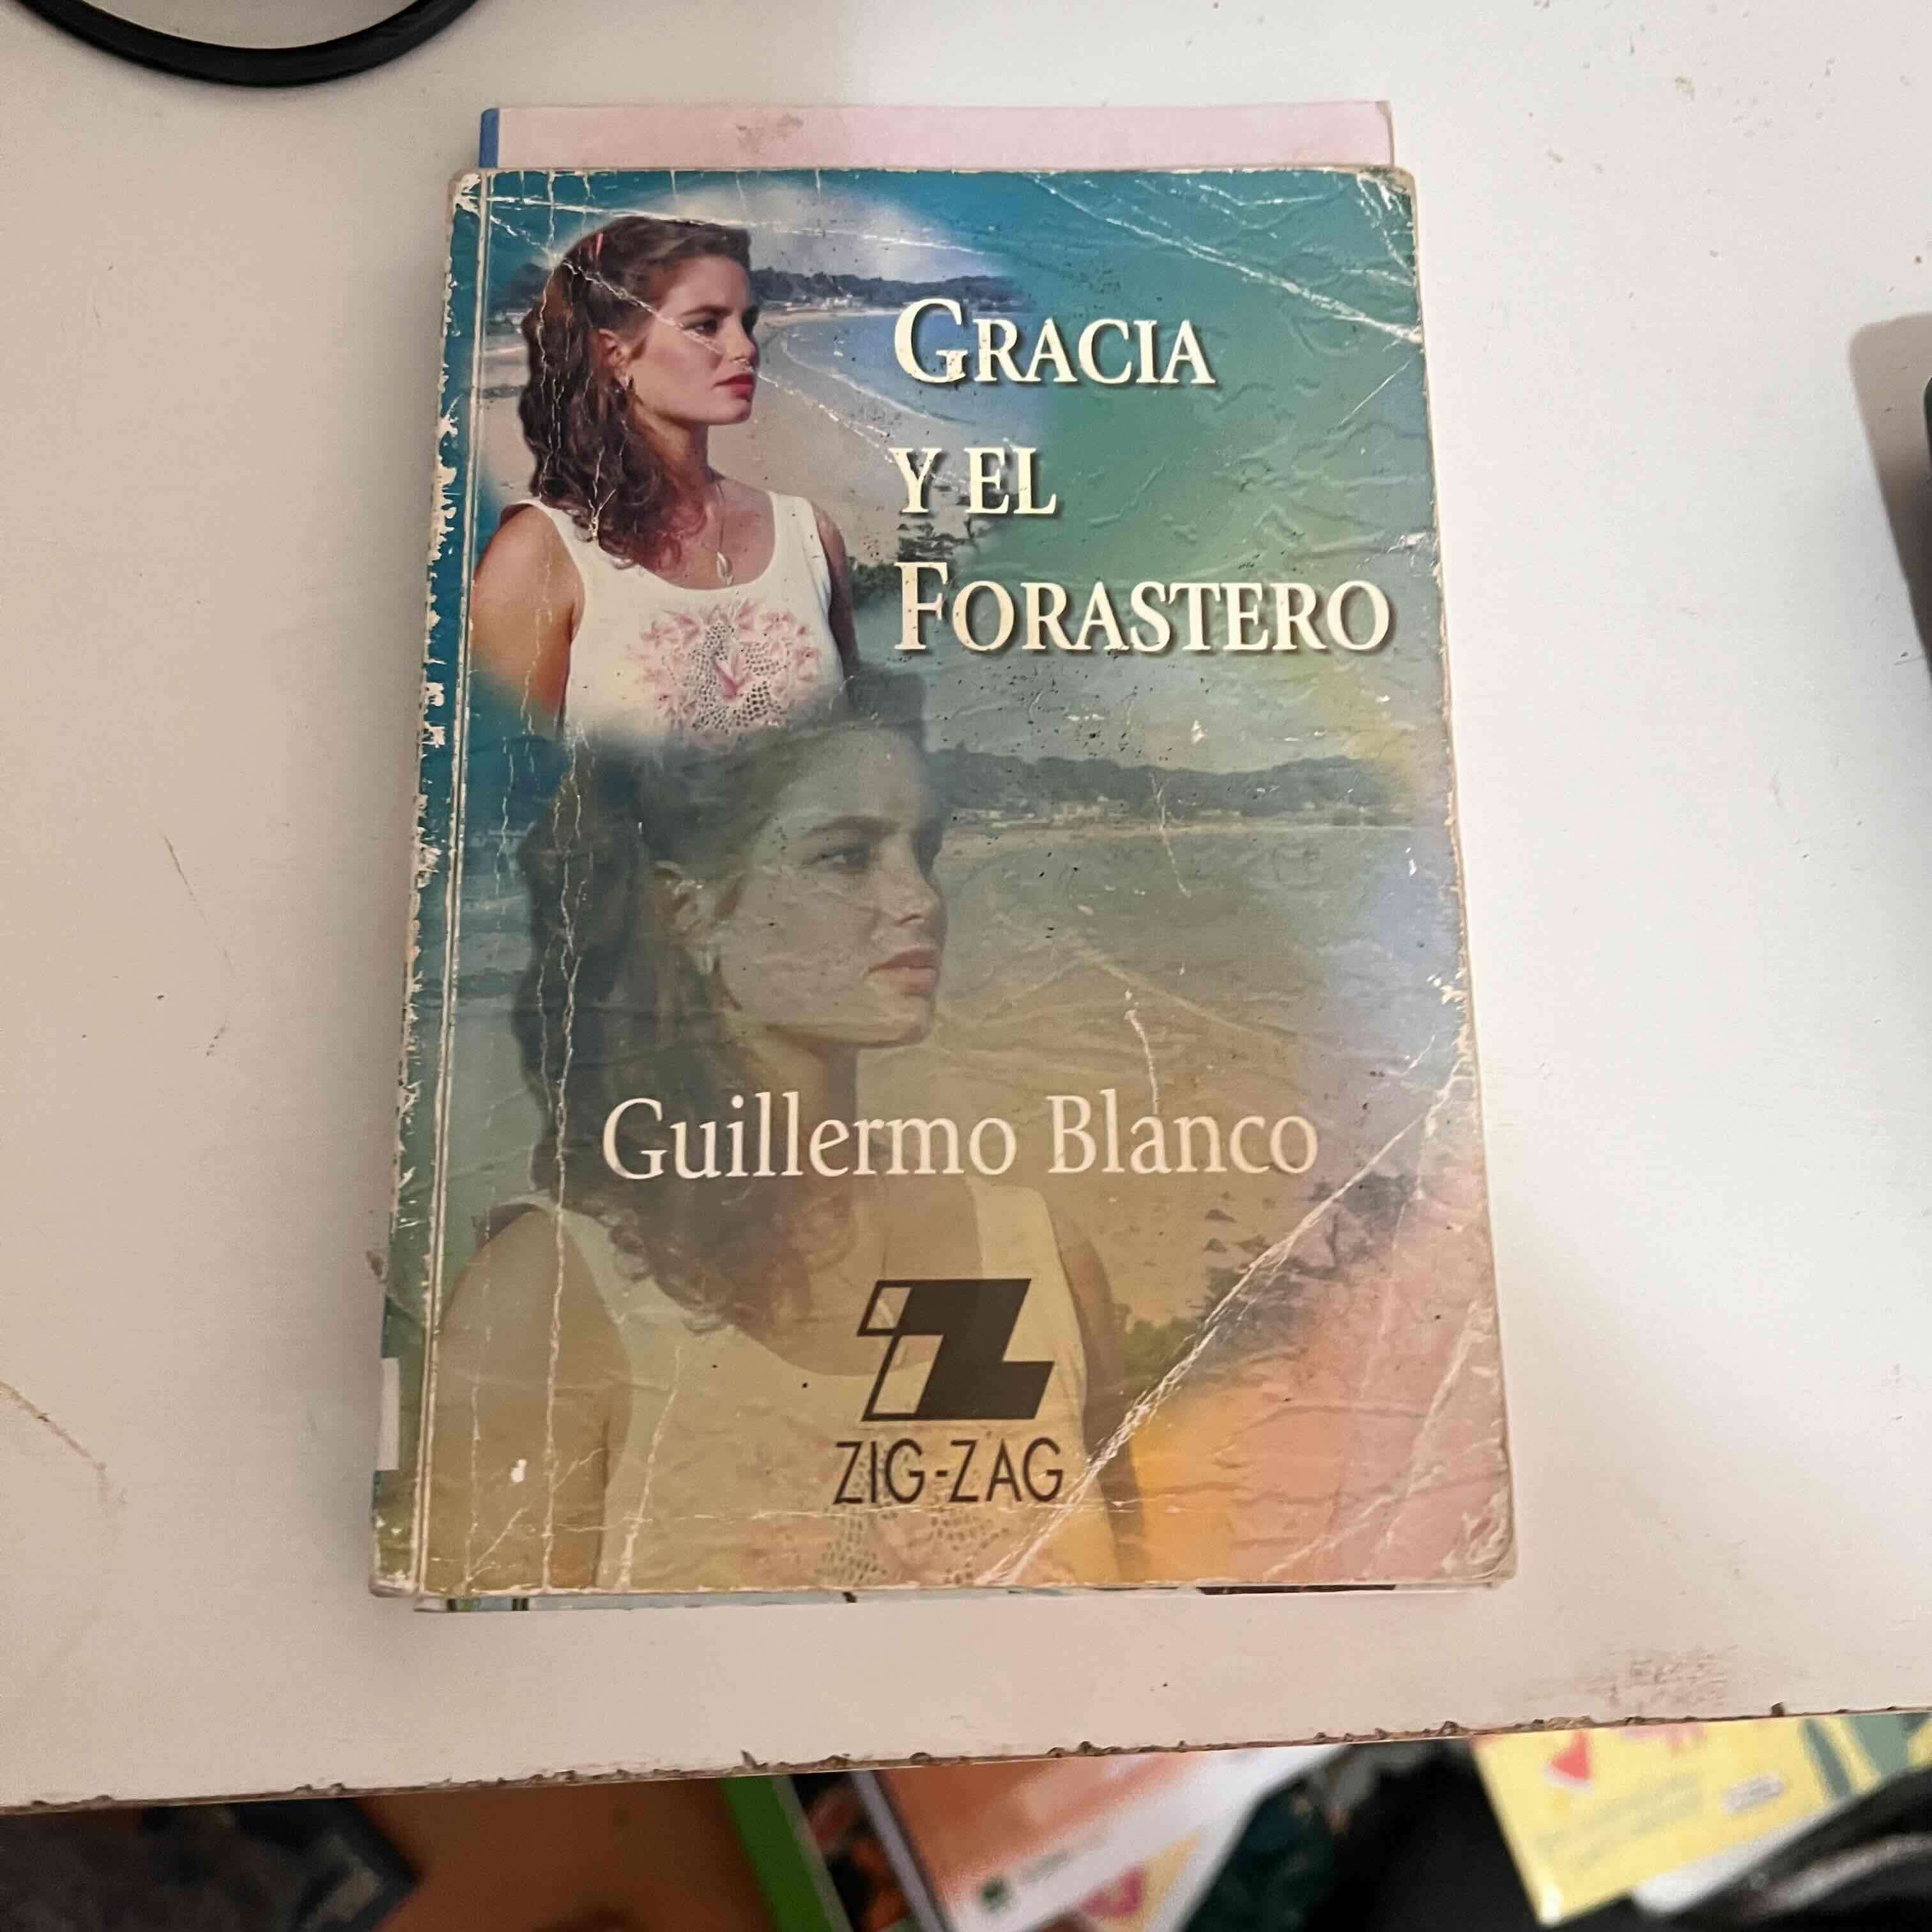 GRACIA
Y EL
FORASTERO
Guillermo Blanco
ZIG-ZAG